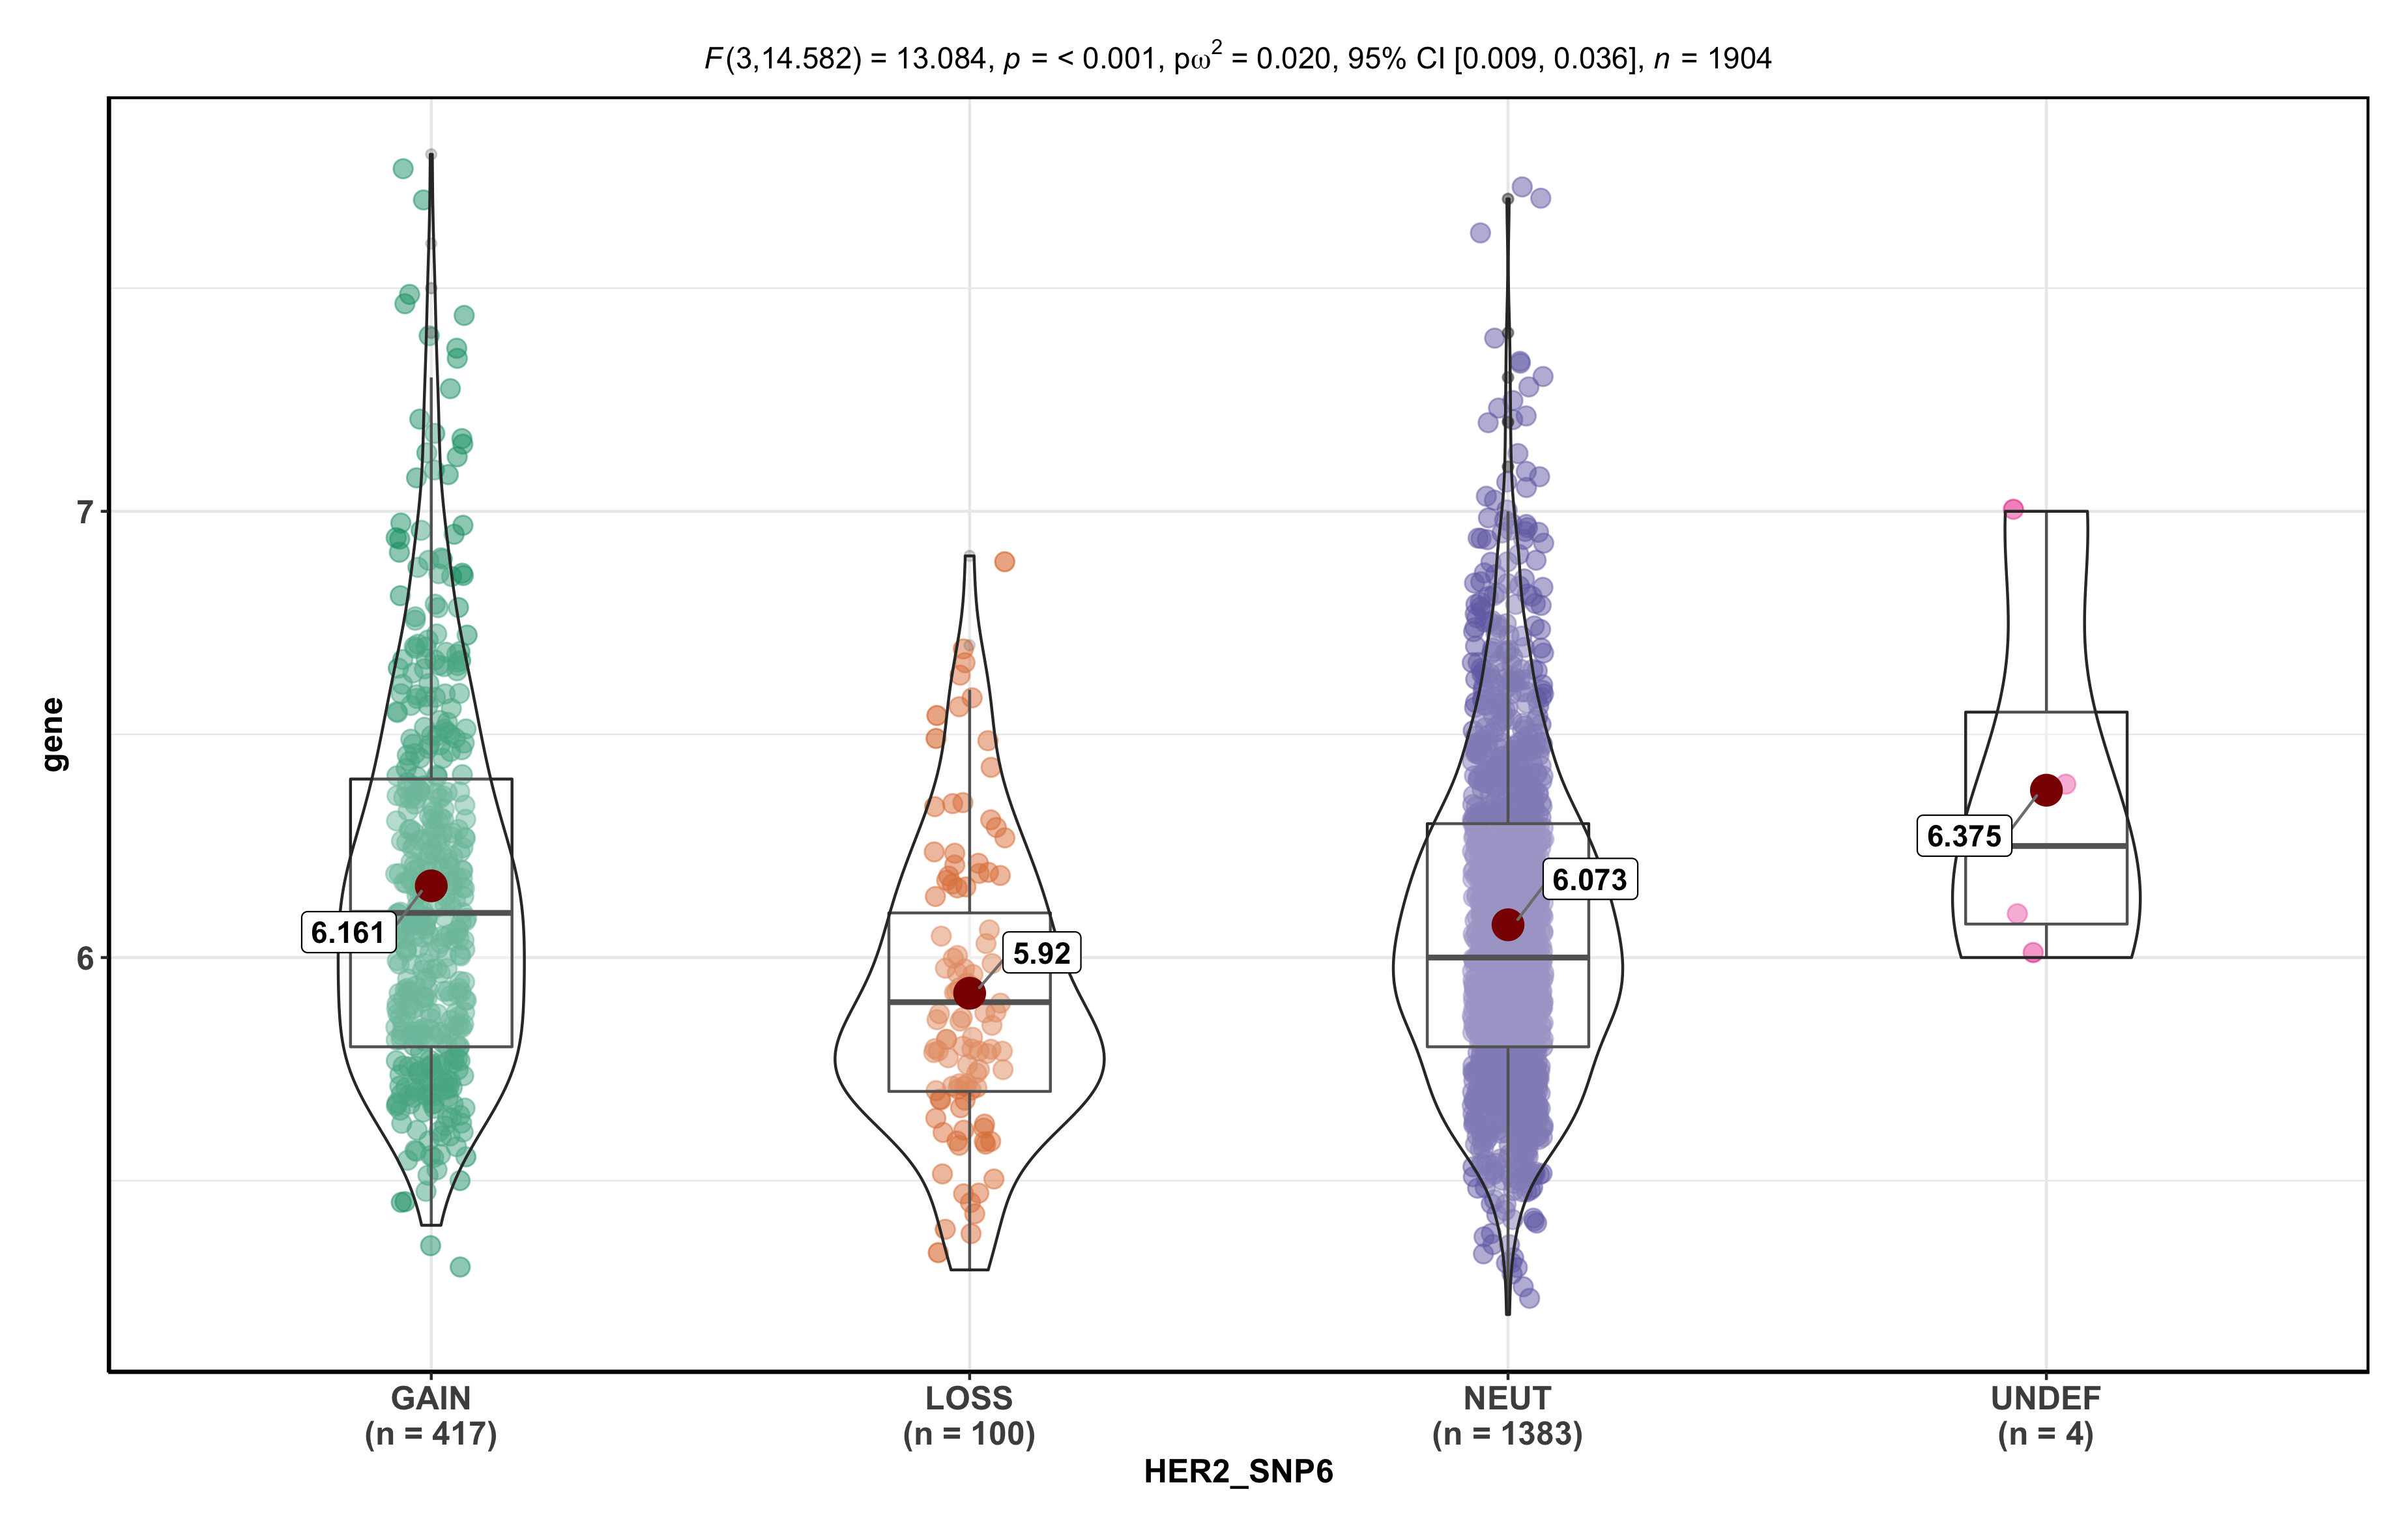 F(3,14.582) = 13.084, p = < 0.001, pω² = 0.020, 95% CI [0.009, 0.036], n = 1904
gene
7
6
6.161
5.92
6.073
6.375
GAIN
(n = 417)
LOSS
(n = 100)
NEUT
(n = 1383)
UNDEF
(n = 4)
HER2_SNP6